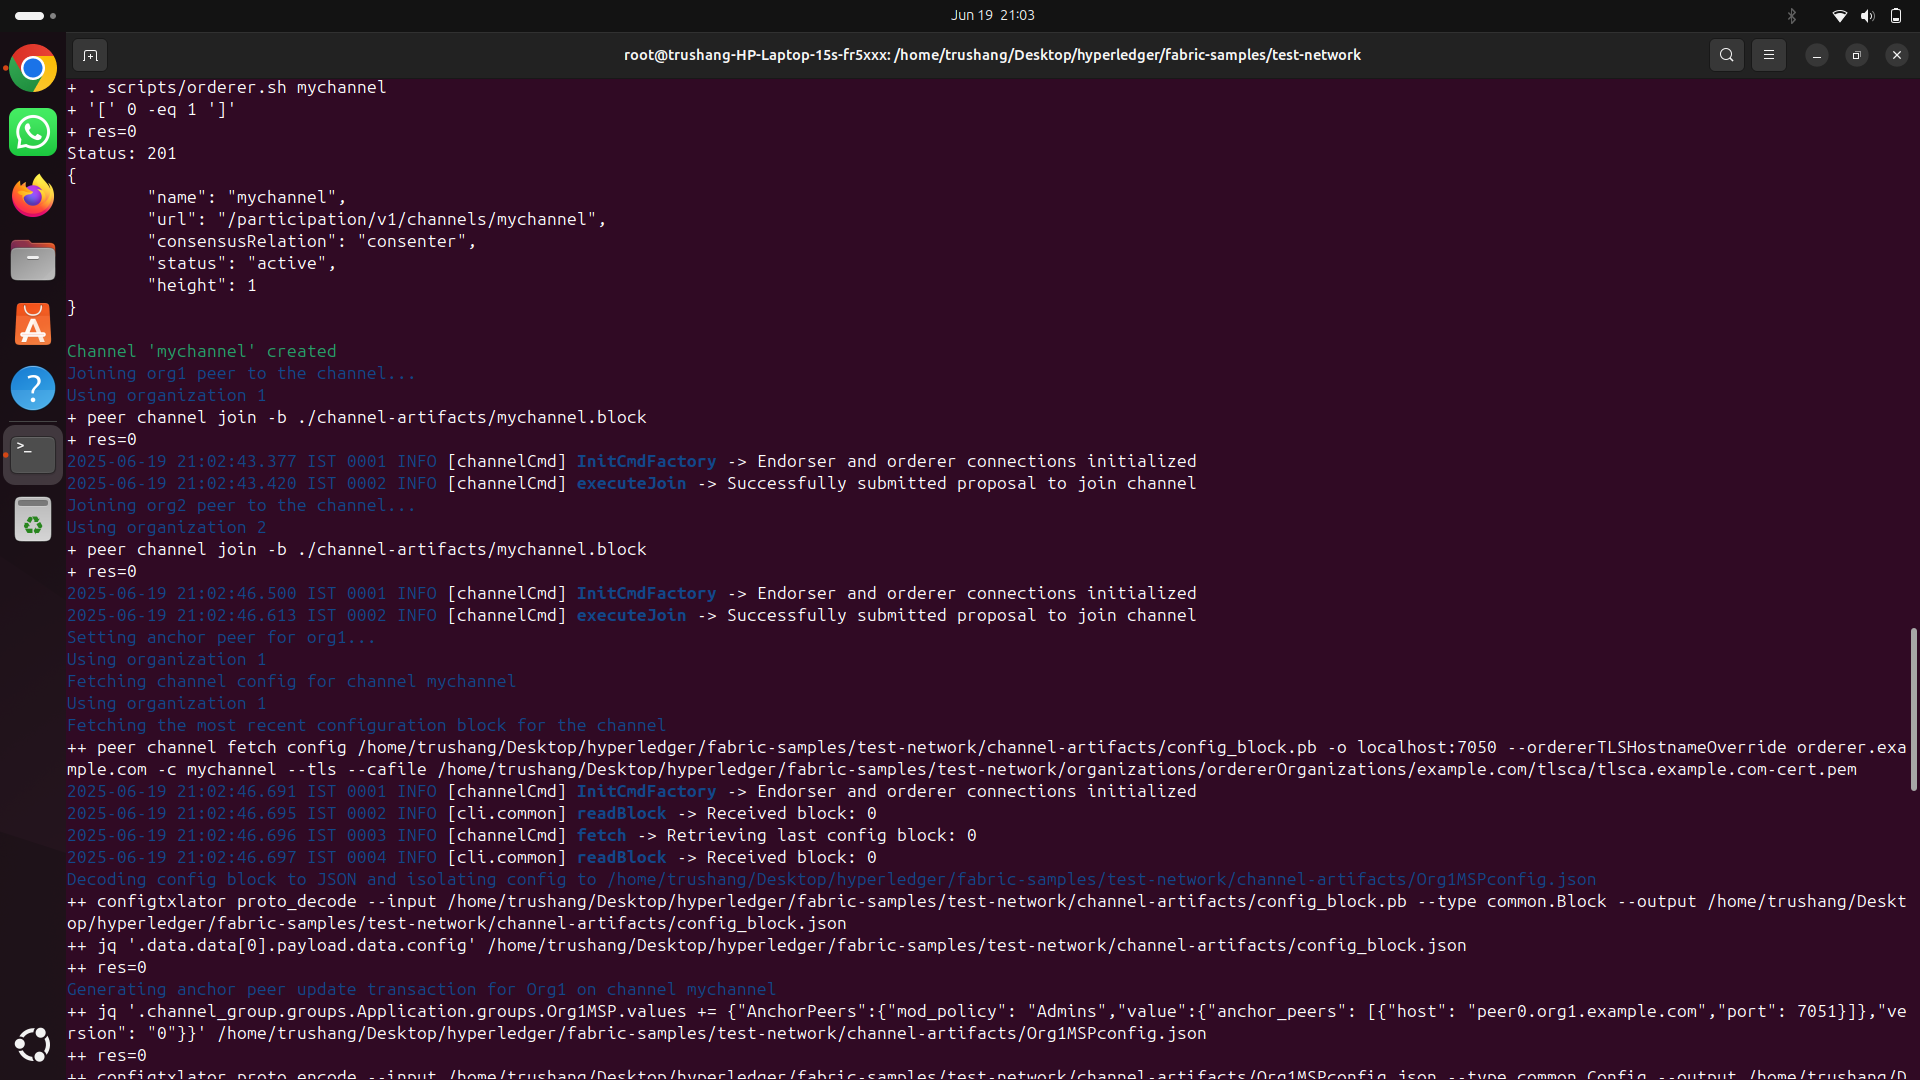 Jun 19 21:03
root@trushang-HP-Laptop-15s-fr5xxx: /home/trushang/Desktop/hyperledger/fabric-samples/test-network
+ . scripts/orderer.sh mychannel
+ '[' 0 -eq 1 ']'
+ res=0
Status: 201
{
	"name": "mychannel",
	"url": "/participation/v1/channels/mychannel",
	"consensusRelation": "consenter",
	"status": "active",
	"height": 1
}

Channel 'mychannel' created
Joining org1 peer to the channel...
Using organization 1
+ peer channel join -b ./channel-artifacts/mychannel.block
+ res=0
2025-06-19 21:02:43.377 IST 0001 INFO [channelCmd] InitCmdFactory -> Endorser and orderer connections initialized
2025-06-19 21:02:43.420 IST 0002 INFO [channelCmd] executeJoin -> Successfully submitted proposal to join channel
Joining org2 peer to the channel...
Using organization 2
+ peer channel join -b ./channel-artifacts/mychannel.block
+ res=0
2025-06-19 21:02:46.500 IST 0001 INFO [channelCmd] InitCmdFactory -> Endorser and orderer connections initialized
2025-06-19 21:02:46.613 IST 0002 INFO [channelCmd] executeJoin -> Successfully submitted proposal to join channel
Setting anchor peer for org1...
Using organization 1
Fetching channel config for channel mychannel
Using organization 1
Fetching the most recent configuration block for the channel
++ peer channel fetch config /home/trushang/Desktop/hyperledger/fabric-samples/test-network/channel-artifacts/config_block.pb -o localhost:7050 --ordererTLSHostnameOverride orderer.exa
mple.com -c mychannel --tls --cafile /home/trushang/Desktop/hyperledger/fabric-samples/test-network/organizations/ordererOrganizations/example.com/tlsca/tlsca.example.com-cert.pem
2025-06-19 21:02:46.691 IST 0001 INFO [channelCmd] InitCmdFactory -> Endorser and orderer connections initialized
2025-06-19 21:02:46.695 IST 0002 INFO [cli.common] readBlock -> Received block: 0
2025-06-19 21:02:46.696 IST 0003 INFO [channelCmd] fetch -> Retrieving last config block: 0
2025-06-19 21:02:46.697 IST 0004 INFO [cli.common] readBlock -> Received block: 0
Decoding config block to JSON and isolating config to /home/trushang/Desktop/hyperledger/fabric-samples/test-network/channel-artifacts/Org1MSPconfig.json
++ configtxlator proto_decode --input /home/trushang/Desktop/hyperledger/fabric-samples/test-network/channel-artifacts/config_block.pb --type common.Block --output /home/trushang/Deskt
op/hyperledger/fabric-samples/test-network/channel-artifacts/config_block.json
++ jq '.data.data[0].payload.data.config' /home/trushang/Desktop/hyperledger/fabric-samples/test-network/channel-artifacts/config_block.json
++ res=0
Generating anchor peer update transaction for Org1 on channel mychannel
++ jq '.channel_group.groups.Application.groups.Org1MSP.values += {"AnchorPeers":{"mod_policy": "Admins","value":{"anchor_peers": [{"host": "peer0.org1.example.com","port": 7051}]},"ve
rsion": "0"}}' /home/trushang/Desktop/hyperledger/fabric-samples/test-network/channel-artifacts/Org1MSPconfig.json
++ res=0
++ configtxlator proto_encode --input /home/trushang/Desktop/hyperledger/fabric-samples/test-network/channel-artifacts/Org1MSPconfig.json --type common.Config --output /home/trushang/D